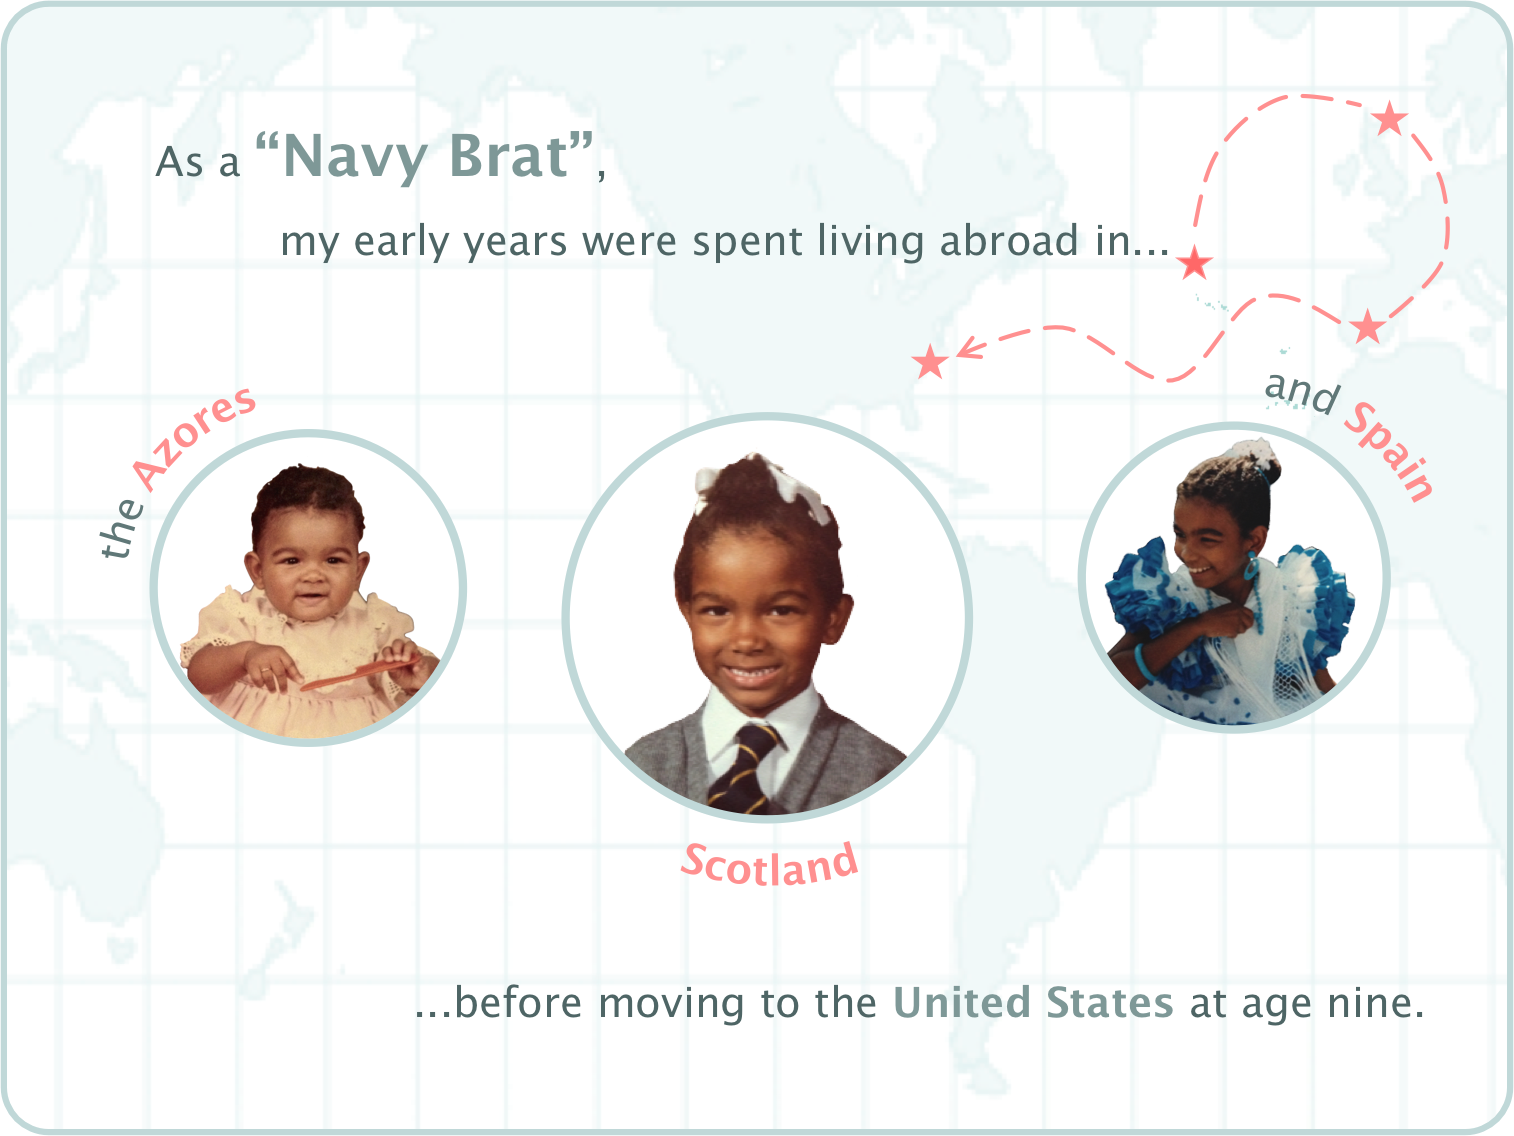 As a “Navy Brat”,
my early years were spent living abroad in...
the Azores
Scotland
and Spain
...before moving to the United States at age nine.